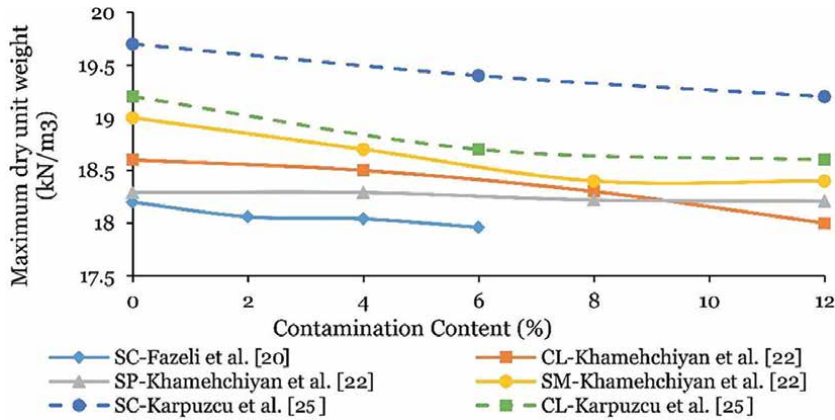 Maximum dry unit weight
(kN/m3)
20
19.5
19
18.5
18
17.5
0 2 4 6 8 10 12
Contamination Content (%)
SC-Fazeli et al. [20] CL-Khamehchiyan et al. [22]
SP-Khamehchiyan et al. [22] SM-Khamehchiyan et al. [22]
SC-Karpuzcu et al. [25] CL-Karpuzcu et al. [25]